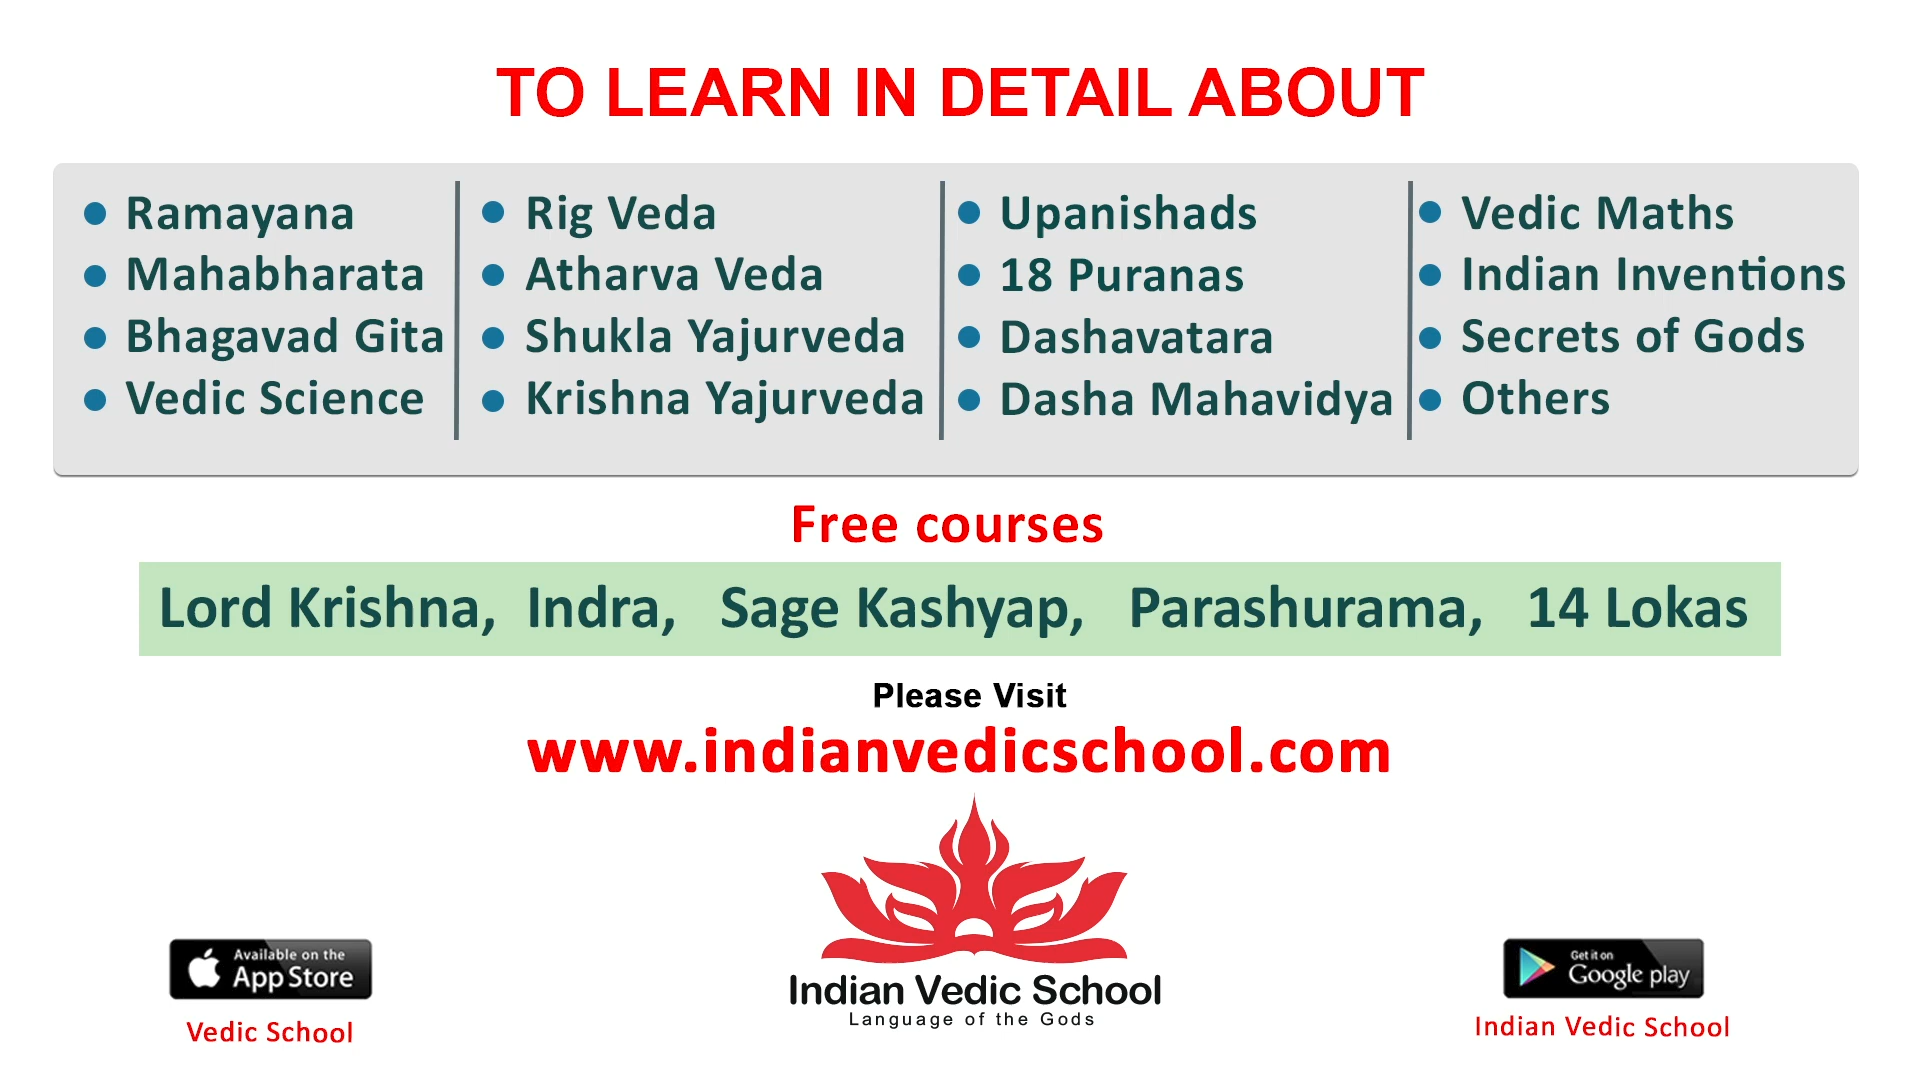 TO LEARN IN DETAIL ABOUT
Ramayana
Mahabharata
Bhagavad Gita
Vedic Science
Rig Veda
Atharva Veda
Shukla Yajurveda
Krishna Yajurveda
Upanishads
18 Puranas
Dashavatara
Dasha Mahavidya
Vedic Maths
Indian Inventions
Secrets of Gods
Others
Free courses
Lord Krishna, Indra, Sage Kashyap, Parashurama, 14 Lokas
Please Visit
www.indianvedicschool.com
Indian Vedic School
Language of the Gods
Available on the
App Store
Vedic School
Get it on
Google play
Indian Vedic School